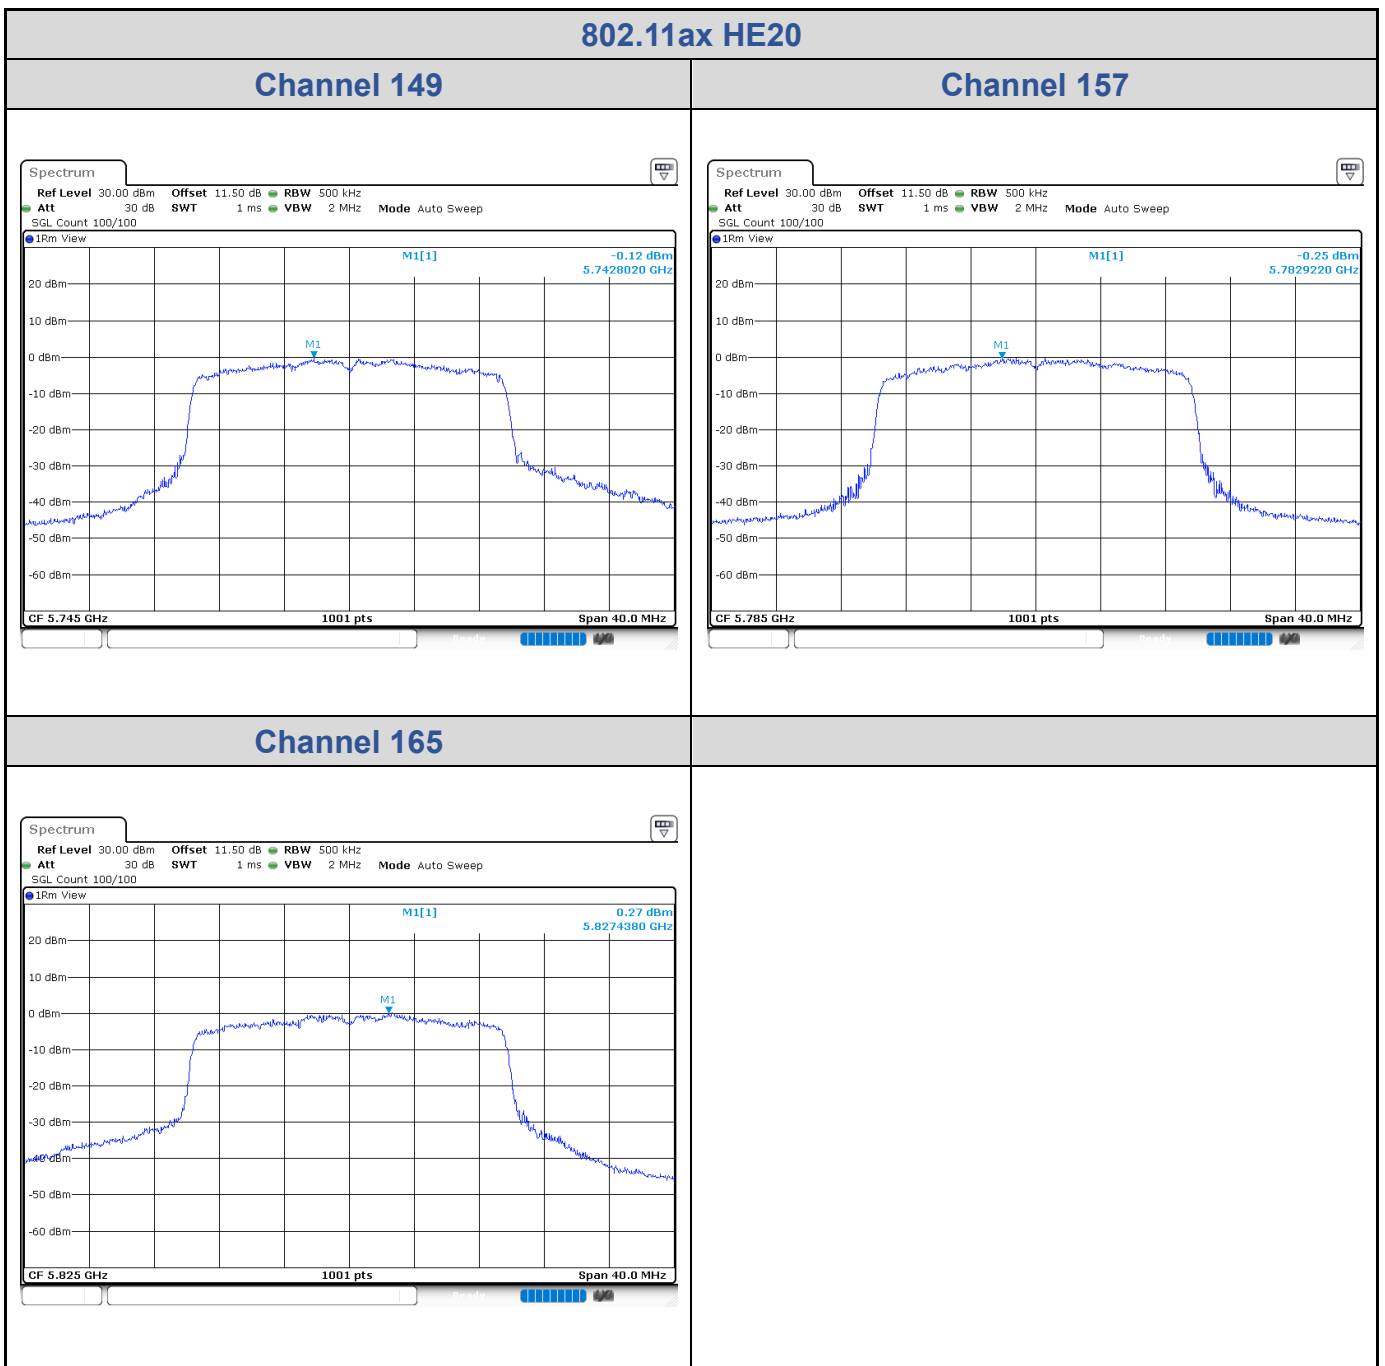 802.11ax HE20
Channel 149
Channel 157
Spectrum
Ref Level 30.00 dBm Offset 11.50 dB RBW 500 kHz
Att 30 dB SWT 1 ms VBW 2 MHz Mode Auto Sweep
SGL Count 100/100
1Rm View
M1[1] -0.12 dBm
5.7428020 GHz
20 dBm
10 dBm
M1
0 dBm
-10 dBm
-20 dBm
-30 dBm
-40 dBm
-50 dBm
-60 dBm
CF 5.745 GHz 1001 pts Span 40.0 MHz
Ready
Spectrum
Ref Level 30.00 dBm Offset 11.50 dB RBW 500 kHz
Att 30 dB SWT 1 ms VBW 2 MHz Mode Auto Sweep
SGL Count 100/100
1Rm View
M1[1] -0.25 dBm
5.7829220 GHz
20 dBm
10 dBm
M1
0 dBm
-10 dBm
-20 dBm
-30 dBm
-40 dBm
-50 dBm
-60 dBm
CF 5.785 GHz 1001 pts Span 40.0 MHz
Ready
Channel 165
Spectrum
Ref Level 30.00 dBm Offset 11.50 dB RBW 500 kHz
Att 30 dB SWT 1 ms VBW 2 MHz Mode Auto Sweep
SGL Count 100/100
1Rm View
M1[1] 0.27 dBm
5.8274380 GHz
20 dBm
10 dBm
M1
0 dBm
-10 dBm
-20 dBm
-30 dBm
-40 dBm
-50 dBm
-60 dBm
CF 5.825 GHz 1001 pts Span 40.0 MHz
Ready